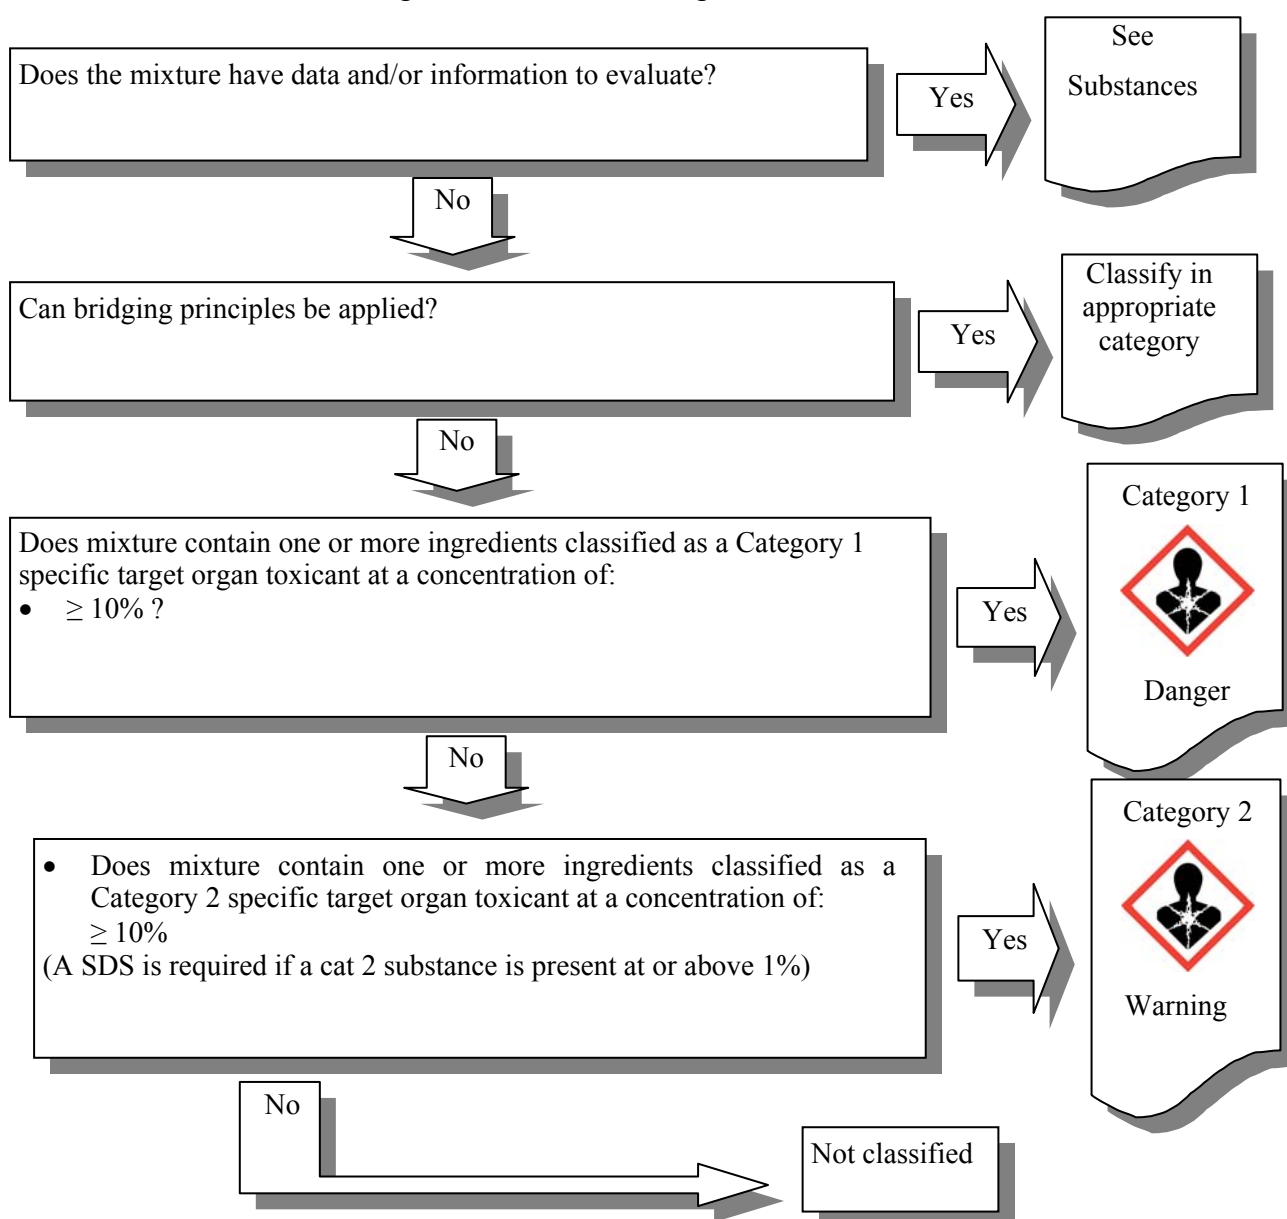 Does the mixture have data and/or information to evaluate?
Yes
See
Substances
No
Can bridging principles be applied?
Yes
Classify in
appropriate
category
No
Does mixture contain one or more ingredients classified as a Category 1
specific target organ toxicant at a concentration of:
• ≥ 10% ?
Yes
Category 1
Danger
No
• Does mixture contain one or more ingredients classified as a
Category 2 specific target organ toxicant at a concentration of:
≥ 10%
(A SDS is required if a cat 2 substance is present at or above 1%)
Yes
Category 2
Warning
No
Not classified